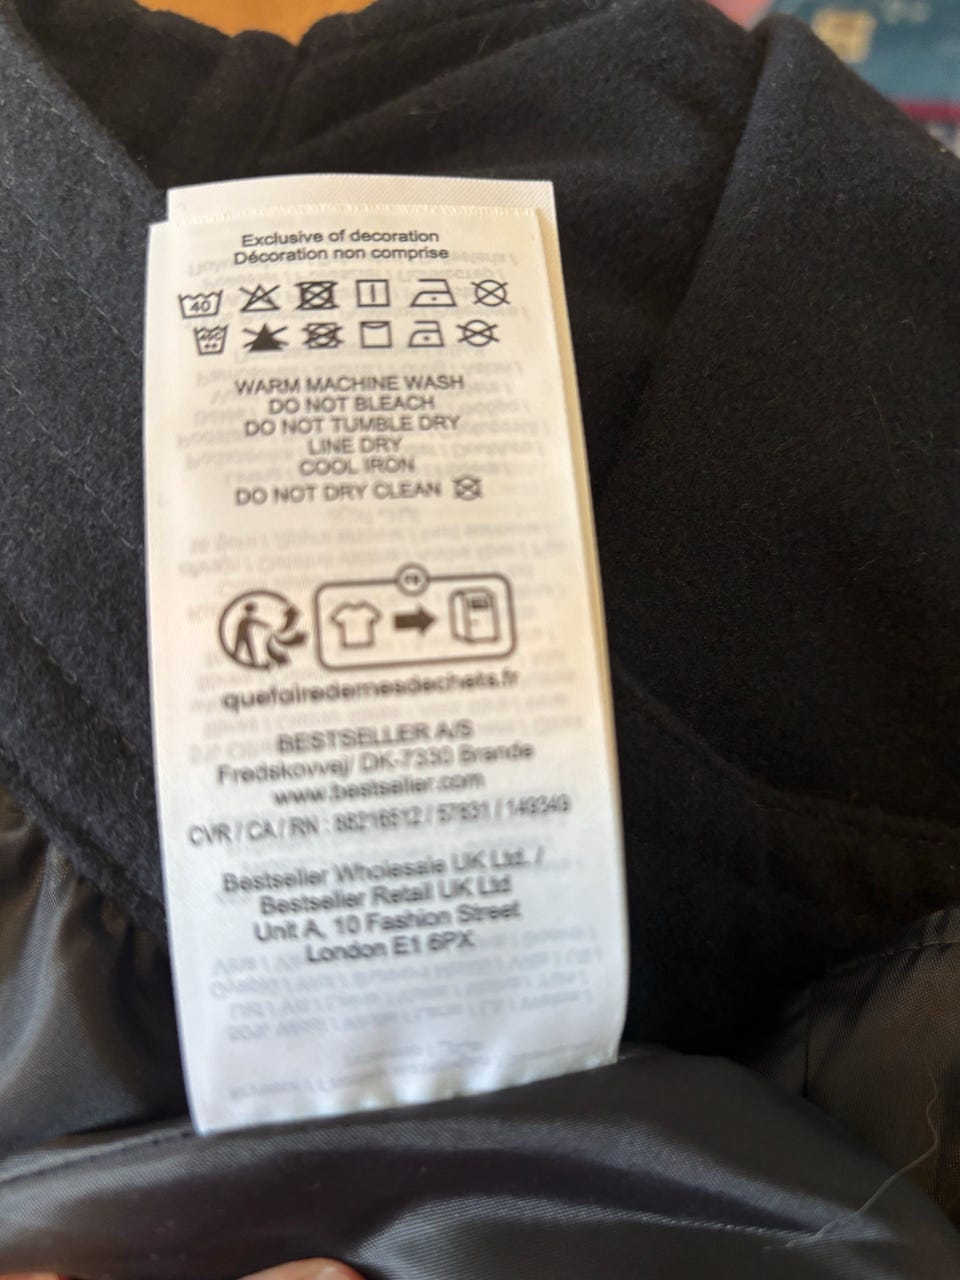 Exclusive of decoration
Décoration non comprise
40
WARM MACHINE WASH
DO NOT BLEACH
DO NOT TUMBLE DRY
LINE DRY
COOL IRON
DO NOT DRY CLEAN
FR
quefairedemesdechets.fr
BESTSELLER A/S
Fredskovvej DK-7330 Brande
www.bestseller.com
CVR / CA / RN : 88216512 / 57831 / 149349
Bestseller Wholesale UK Ltd. /
Bestseller Retail UK Ltd
Unit A, 10 Fashion Street
London E1 6PX